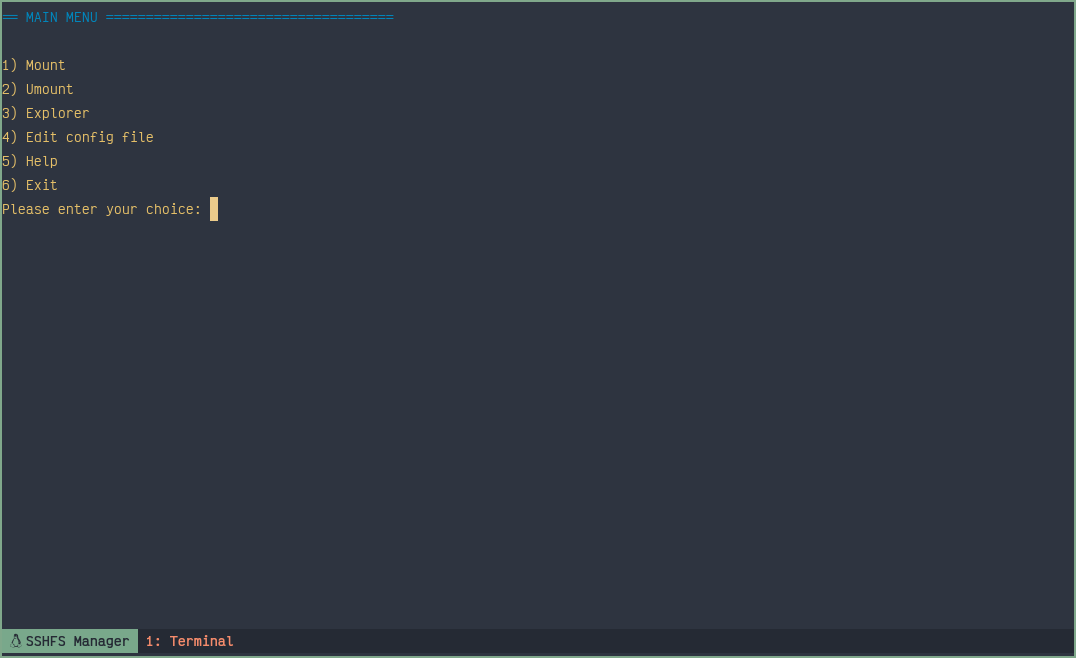 == MAIN MENU ====================================
1) Mount
2) Umount
3) Explorer
4) Edit config file
5) Help
6) Exit
Please enter your choice:
SSHFS Manager 1: Terminal